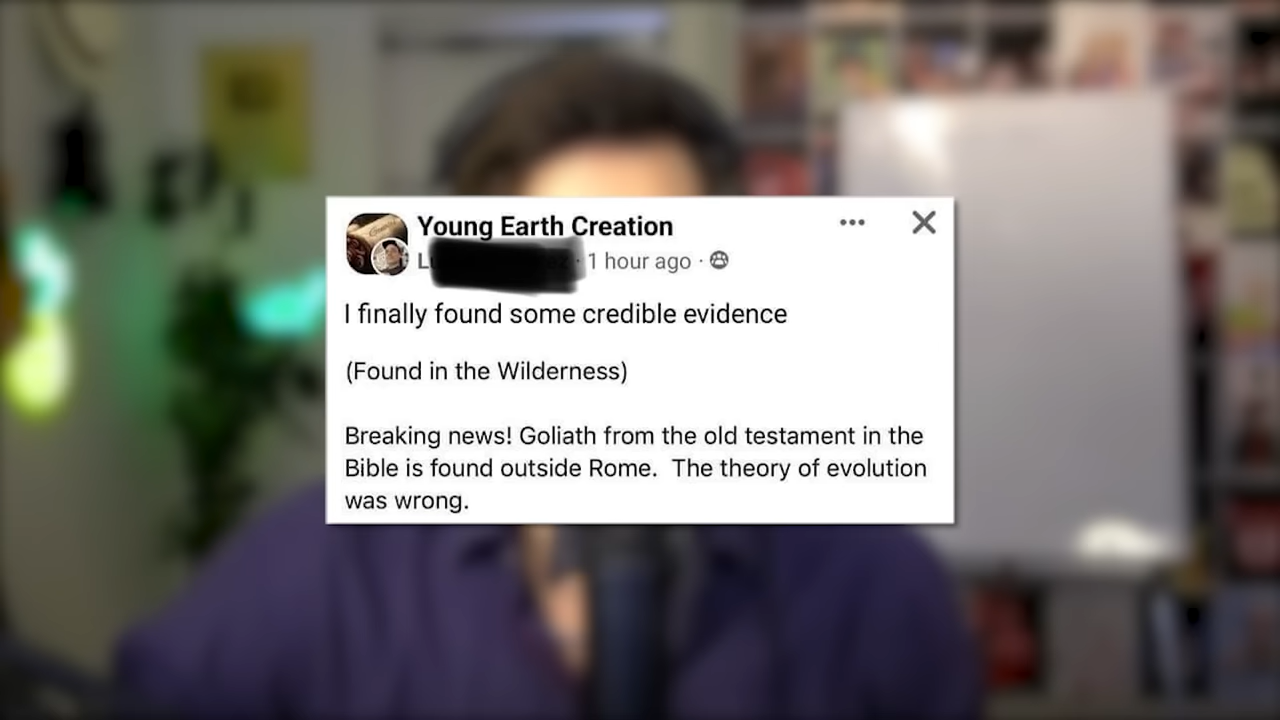 Young Earth Creation
· 1 hour ago ·
I finally found some credible evidence
(Found in the Wilderness)
Breaking news! Goliath from the old testament in the
Bible is found outside Rome. The theory of evolution
was wrong.